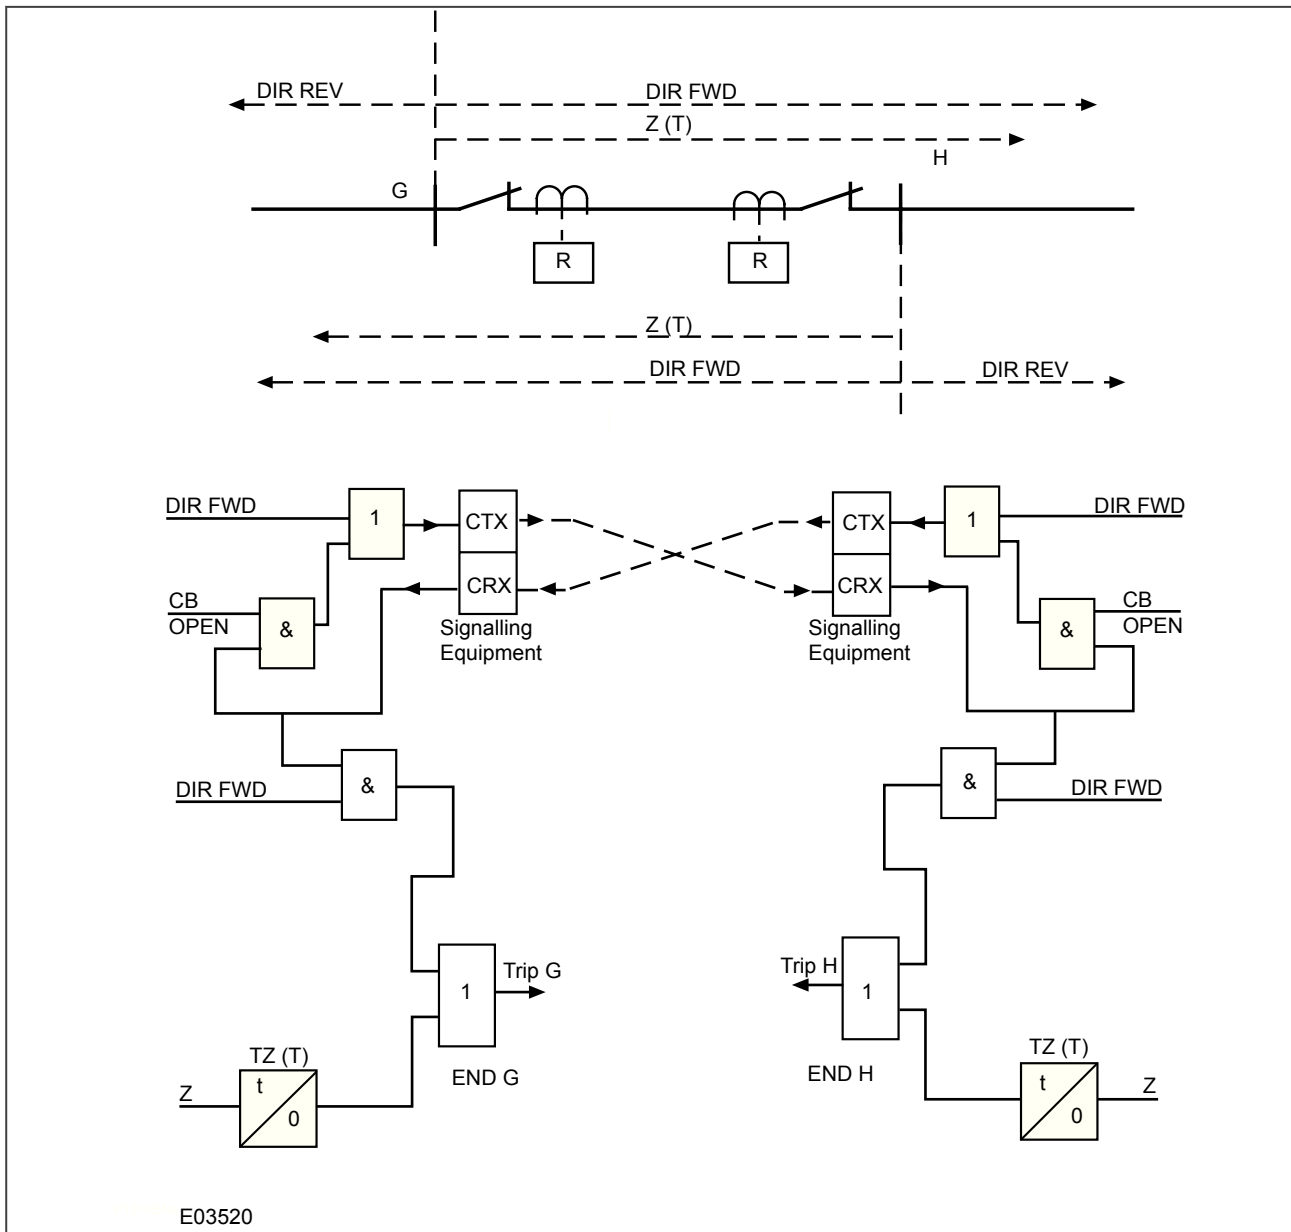 DIR REV DIR FWD
Z (T)
H
G
R R
Z (T)
DIR FWD DIR REV
DIR FWD 1 CTX CTX 1 DIR FWD
CRX CRX
CB CB
OPEN & & OPEN
Signalling Signalling
Equipment Equipment
DIR FWD & & DIR FWD
Trip G Trip H
1 1
END G END H
TZ (T) TZ (T)
Z t t Z
0 0
E03520